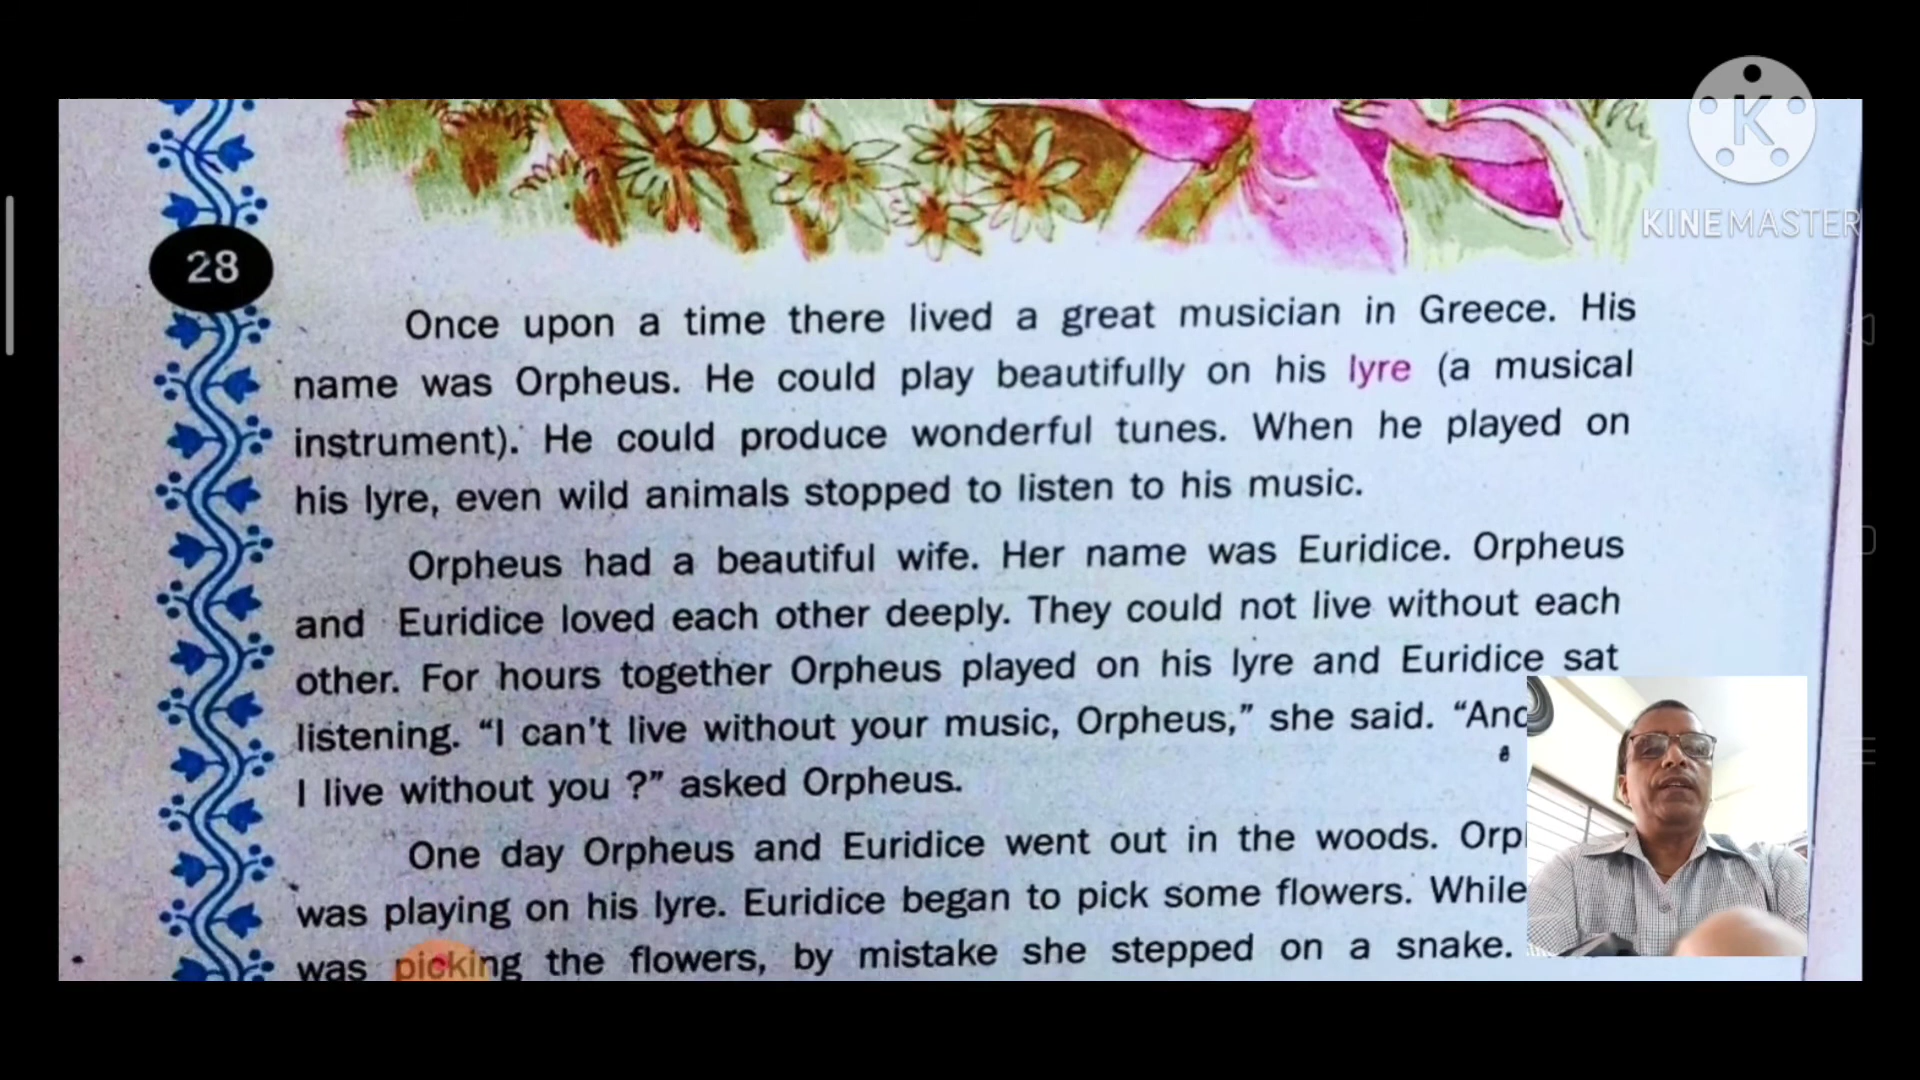 KINEMASTER
28
Once upon a time there lived a great musician in Greece. His
name was Orpheus. He could play beautifully on his lyre (a musical
instrument). He could produce wonderful tunes. When he played on
his lyre, even wild animals stopped to listen to his music.
Orpheus had a beautiful wife. Her name was Euridice. Orpheus
and Euridice loved each other deeply. They could not live without each
other. For hours together Orpheus played on his lyre and Euridice sat
listening. “I can't live without your music, Orpheus,” she said. “And
I live without you ?” asked Orpheus.
One day Orpheus and Euridice went out in the woods. Orp
was playing on his lyre. Euridice began to pick some flowers. While
was picking the flowers, by mistake she stepped on a snake.